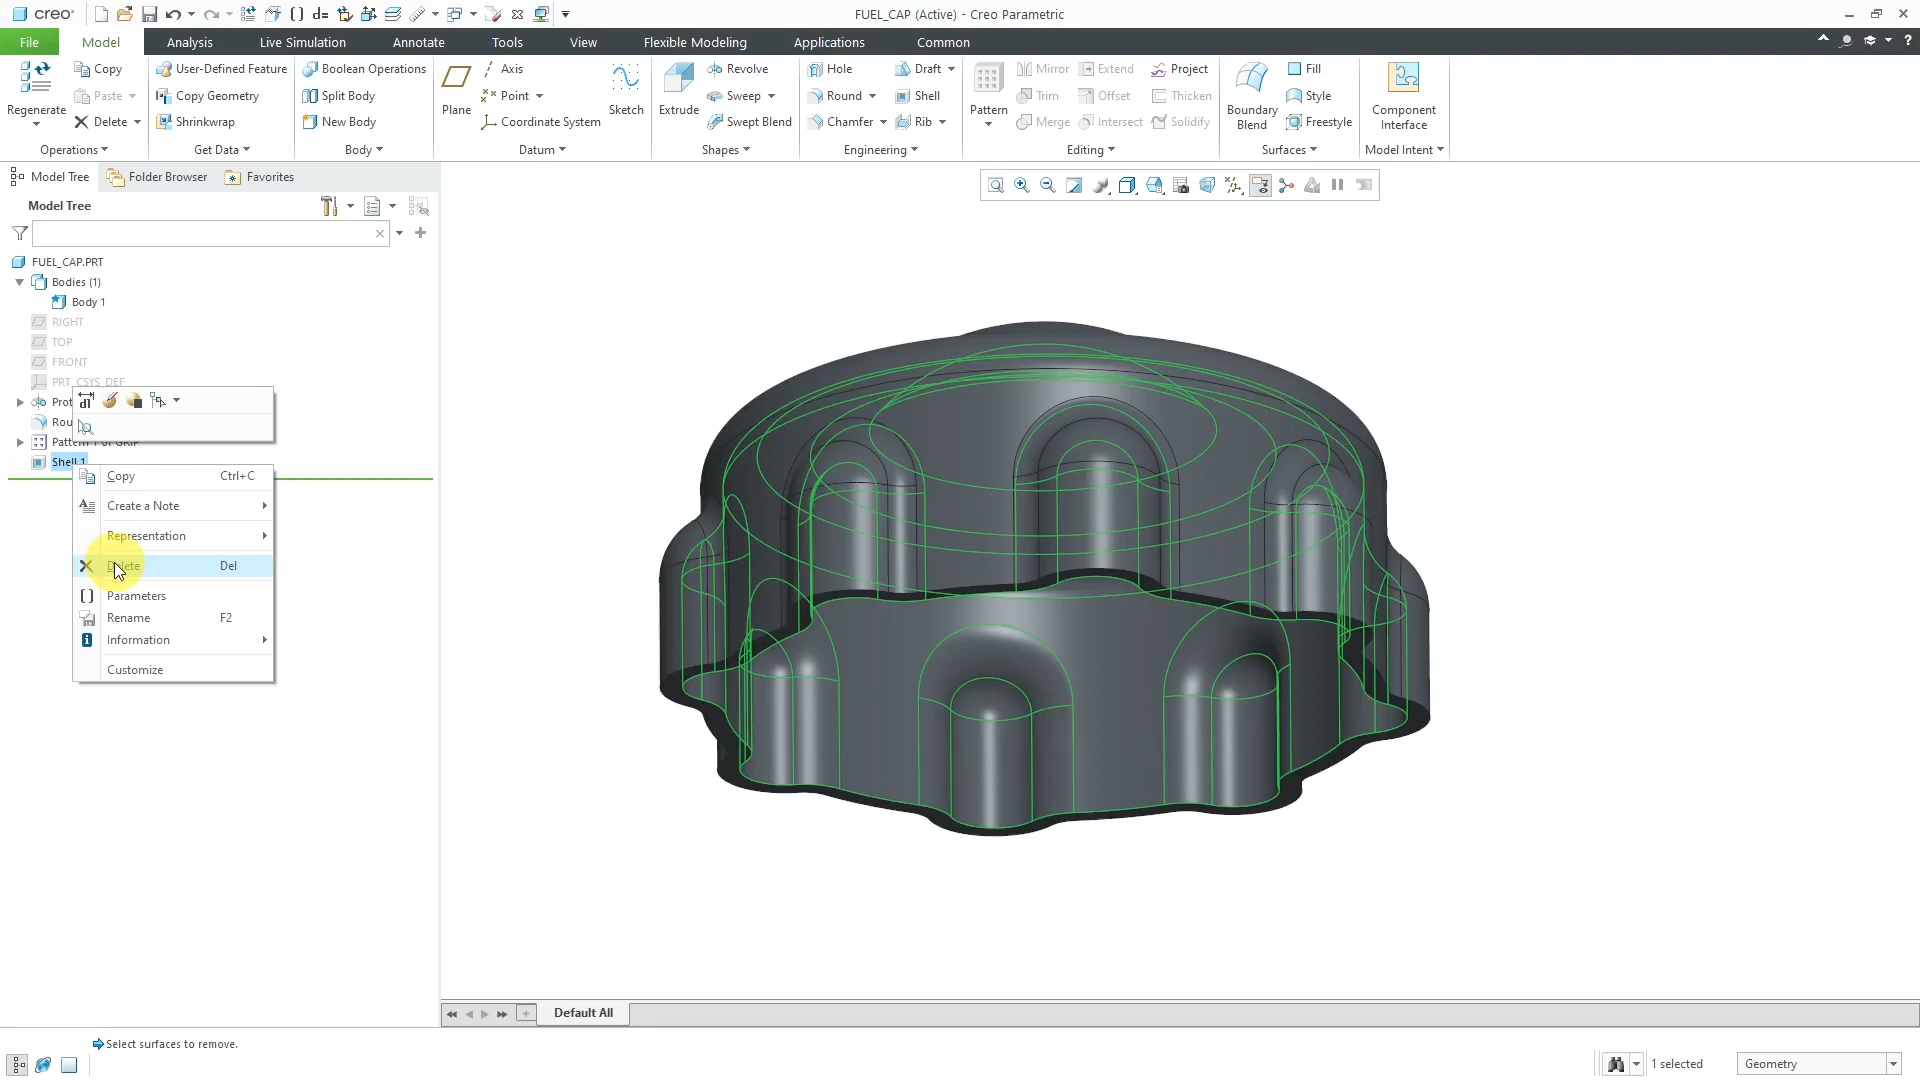 creo
FUEL_CAP (Active) - Creo Parametric
File
Model
Analysis
Live Simulation
Annotate
Tools
View
Flexible Modeling
Applications
Common
Regenerate
Copy
Paste
Delete
Operations
User-Defined Feature
Copy Geometry
Shrinkwrap
Get Data
Boolean Operations
Split Body
New Body
Body
Plane
Axis
Point
Coordinate System
Sketch
Datum
Extrude
Revolve
Sweep
Swept Blend
Shapes
Hole
Round
Chamfer
Draft
Shell
Rib
Engineering
Pattern
Mirror
Trim
Merge
Extend
Offset
Intersect
Project
Thicken
Solidify
Editing
Boundary
Blend
Fill
Style
Freestyle
Surfaces
Component
Interface
Model Intent
Model Tree
Folder Browser
Favorites
Model Tree
FUEL_CAP.PRT
Bodies (1)
Body 1
RIGHT
TOP
FRONT
PRT_CSYS_DEF
Shell 1
Copy Ctrl+C
Create a Note
Representation
Delete Del
Parameters
Rename F2
Information
Customize
Default All
Select surfaces to remove.
1 selected
Geometry